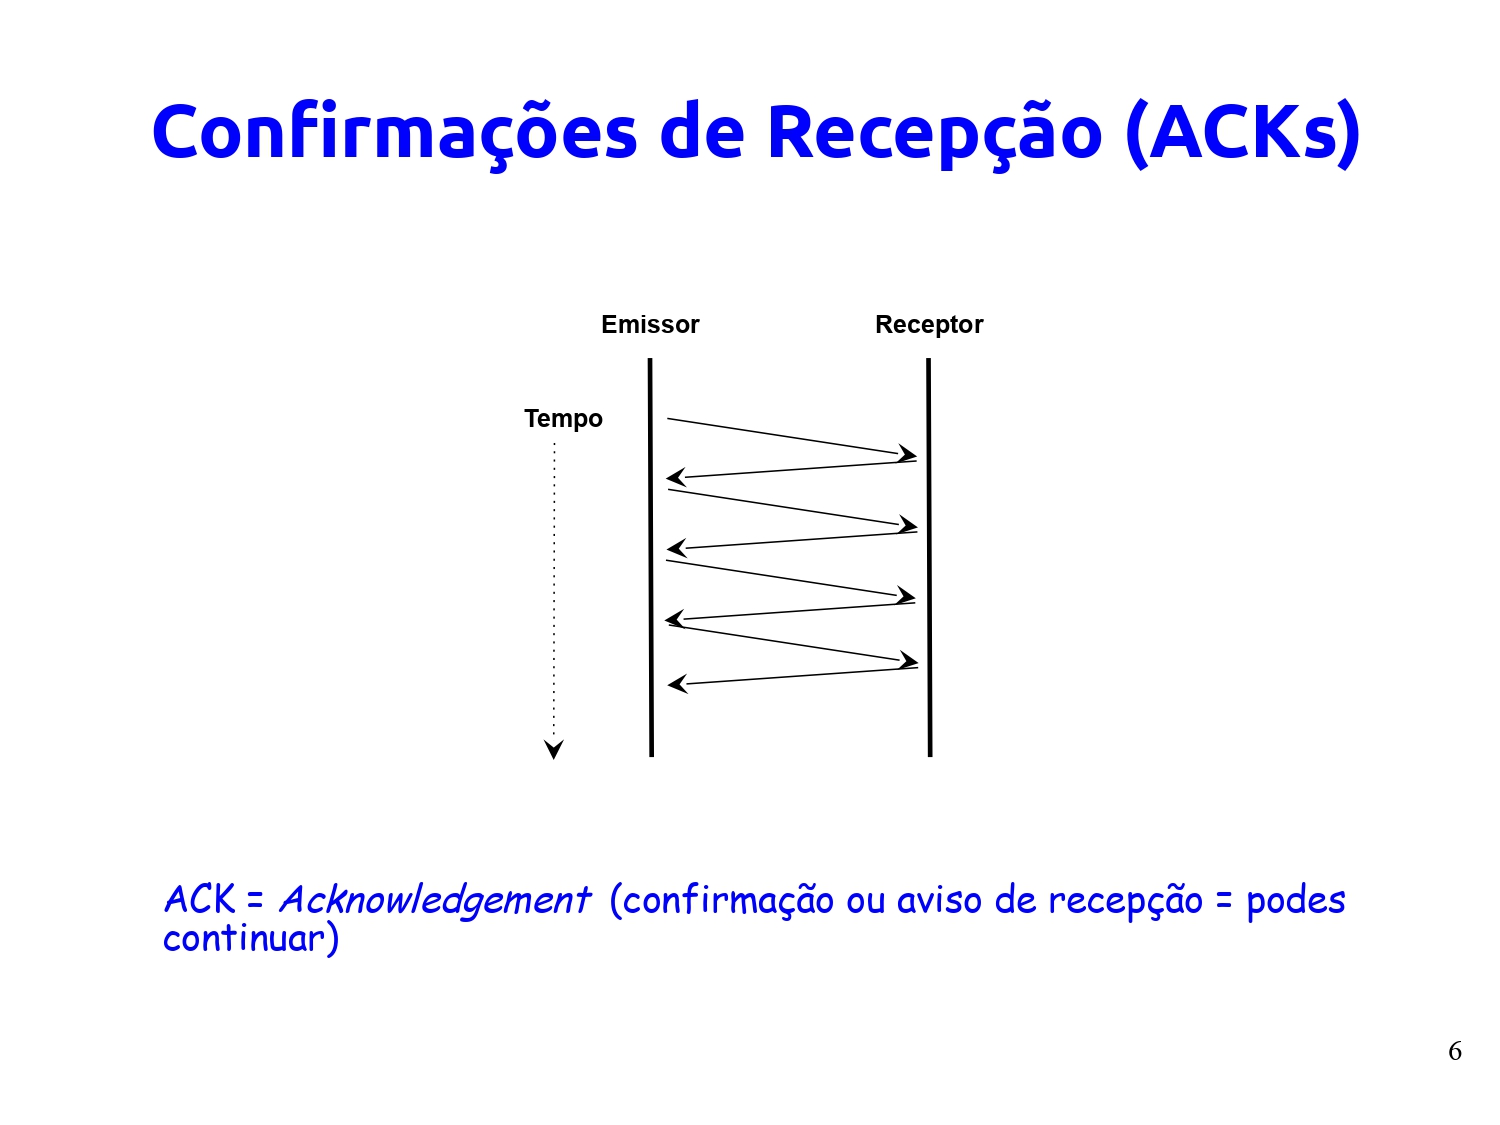 Confirmações de Recepção (ACKs)
Emissor
Receptor
Tempo
ACK = Acknowledgement (confirmação ou aviso de recepção = podes
continuar)
6